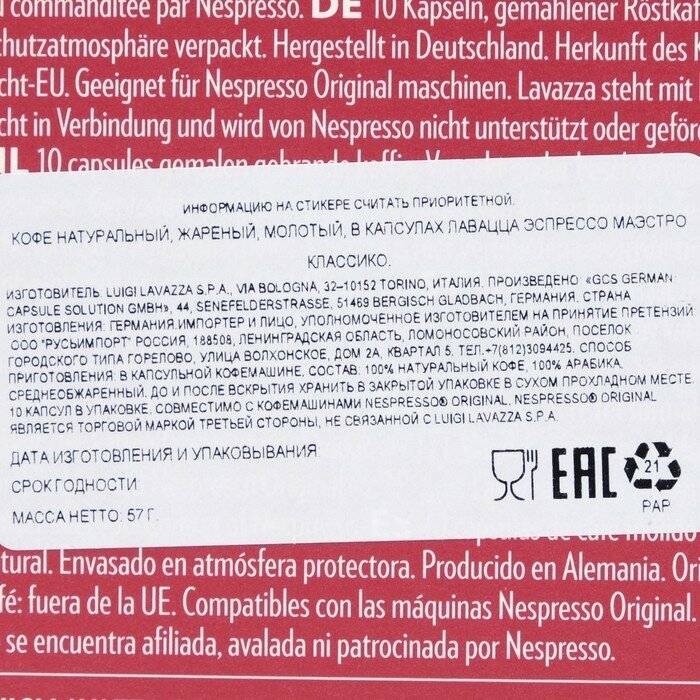 commanditée par Nespresso. DE 10 Kapseln, gemahlener Röstkaf
chutzatmosphäre verpackt. Hergestellt in Deutschland. Herkunft des K
cht-EU. Geeignet für Nespresso Original maschinen. Lavazza steht mit
cht in Verbindung und wird von Nespresso nicht unterstützt oder geför
10 capsules gemalen gebrande koffie
ИНФОРМАЦИЮ НА СТИКЕРЕ СЧИТАТЬ ПРИОРИТЕТНОЙ.
КОФЕ НАТУРАЛЬНЫЙ, ЖАРЕНЫЙ, МОЛОТЫЙ, В КАПСУЛАХ ЛАВАЦЦА ЭСПРЕССО МАЭСТРО
КЛАССИКО.
ИЗГОТОВИТЕЛЬ: LUIGI LAVAZZA S.P.A., VIA BOLOGNA, 32-10152 TORINO, ИТАЛИЯ. ПРОИЗВЕДЕНО: «GCS GERMAN
CAPSULE SOLUTION GMBH», 44, SENEFELDERSTRASSE, 51469 BERGISCH GLADBACH, ГЕРМАНИЯ. СТРАНА
ИЗГОТОВЛЕНИЯ: ГЕРМАНИЯ.ИМПОРТЕР И ЛИЦО, УПОЛНОМОЧЕННОЕ ИЗГОТОВИТЕЛЕМ НА ПРИНЯТИЕ ПРЕТЕНЗИЙ:
ООО "РУСЬИМПОРТ" РОССИЯ, 188508, ЛЕНИНГРАДСКАЯ ОБЛАСТЬ, ЛОМОНОСОВСКИЙ РАЙОН, ПОСЕЛОК
ГОРОДСКОГО ТИПА ГОРЕЛОВО, УЛИЦА ВОЛХОНСКОЕ, ДОМ 2А, КВАРТАЛ 5. ТЕЛ.+7(812)3094425. СПОСОБ
ПРИГОТОВЛЕНИЯ: В КАПСУЛЬНОЙ КОФЕМАШИНЕ. СОСТАВ: 100% НАТУРАЛЬНЫЙ КОФЕ, 100% АРАБИКА,
СРЕДНЕОБЖАРЕННЫЙ. ДО И ПОСЛЕ ВСКРЫТИЯ ХРАНИТЬ В ЗАКРЫТОЙ УПАКОВКЕ В СУХОМ ПРОХЛАДНОМ МЕСТЕ.
10 КАПСУЛ В УПАКОВКЕ. СОВМЕСТИМО С КОФЕМАШИНАМИ NESPRESSO® ORIGINAL. NESPRESSO® ORIGINAL
ЯВЛЯЕТСЯ ТОРГОВОЙ МАРКОЙ ТРЕТЬЕЙ СТОРОНЫ, НЕ СВЯЗАННОЙ С LUIGI LAVAZZA S.P.A.
ДАТА ИЗГОТОВЛЕНИЯ И УПАКОВЫВАНИЯ:
СРОК ГОДНОСТИ:
МАССА НЕТТО: 57 Г.
EAC
21
PAP
de café molido
tural. Envasado en atmósfera protectora. Producido en Alemania. Ori
fé: fuera de la UE. Compatibles con las máquinas Nespresso Original.
se encuentra afiliada, avalada ni patrocinada por Nespresso.